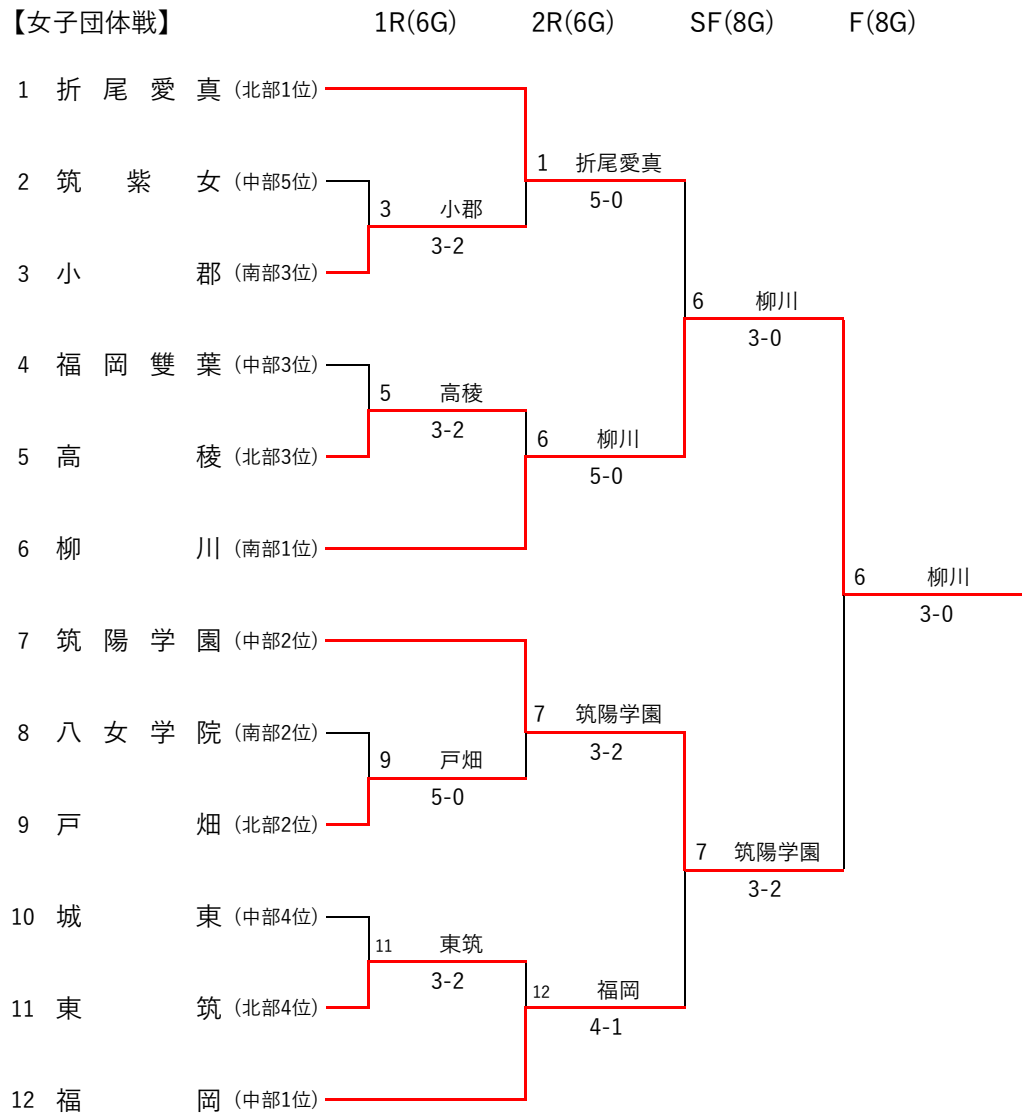 【女子団体戦】 1R(6G) 2R(6G) SF(8G) F(8G)
1 折尾愛真 (北部1位)
1 折尾愛真
5-0
2 筑紫女 (中部5位)
3 小郡
3-2
3 小郡 (南部3位)
6 柳川
3-0
4 福岡雙葉 (中部3位)
5 高稜
3-2
6 柳川
5-0
5 高稜 (北部3位)
6 柳川 (南部1位)
6 柳川
3-0
7 筑陽学園 (中部2位)
7 筑陽学園
3-2
8 八女学院 (南部2位)
9 戸畑
5-0
9 戸畑 (北部2位)
7 筑陽学園
3-2
10 城東 (中部4位)
11 東筑
3-2
12 福岡
4-1
11 東筑 (北部4位)
12 福岡 (中部1位)